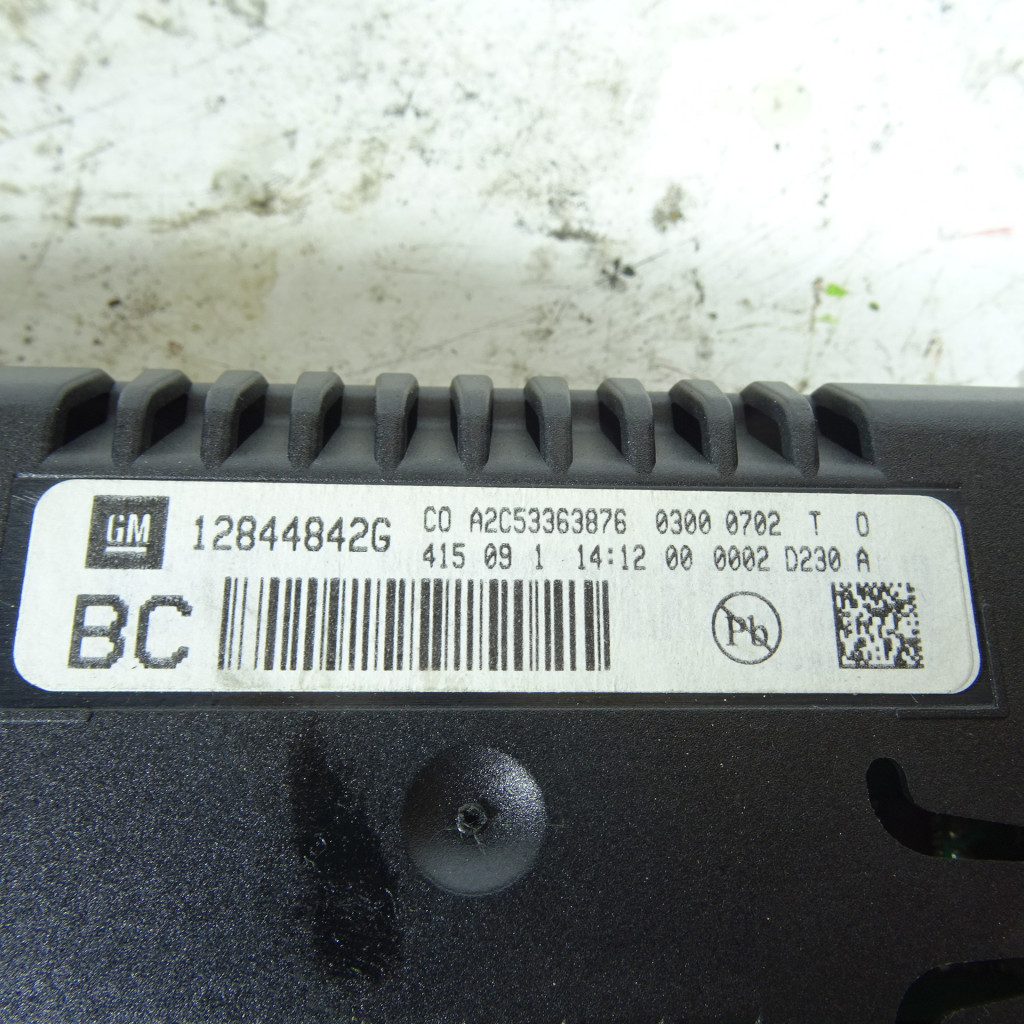 GM 12844842G CO A2C53363876 0300 0702 T 0
415 09 1 14:12 00 0002 D230 A
BC Pb